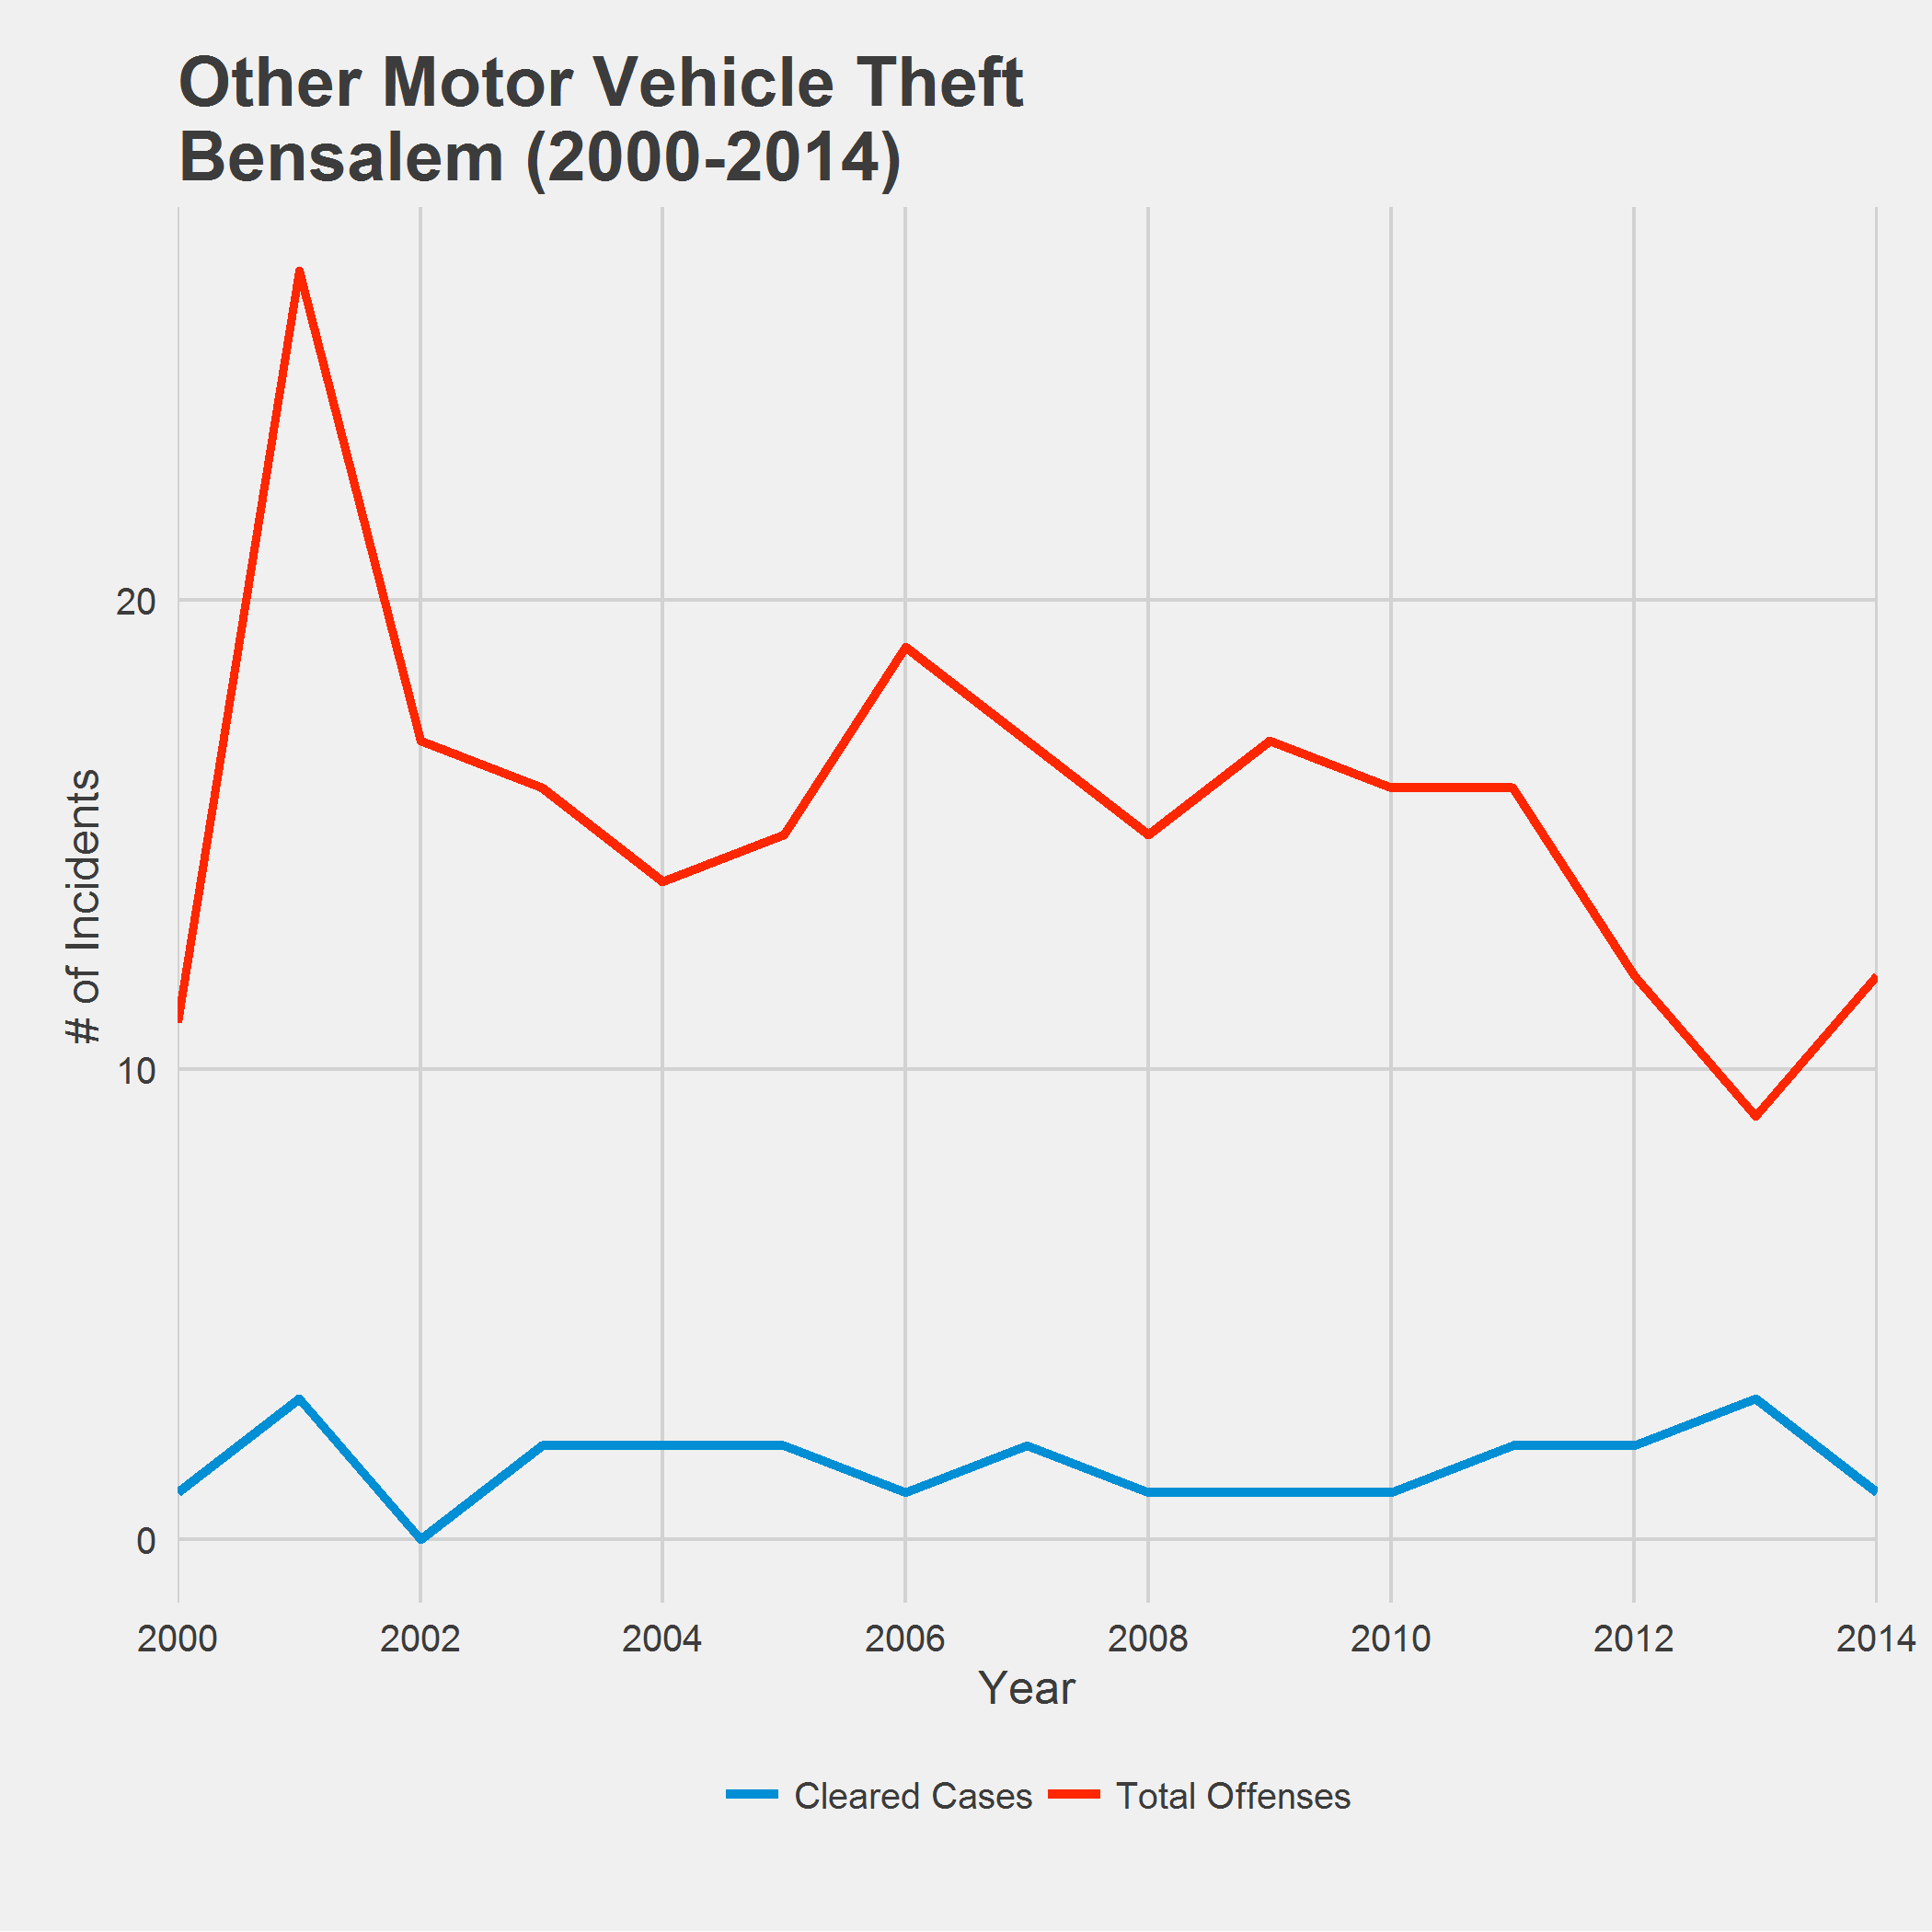 Other Motor Vehicle Theft
Bensalem (2000-2014)
# of Incidents
20
10
0
2000 2002 2004 2006 2008 2010 2012 2014
Year
Cleared Cases Total Offenses